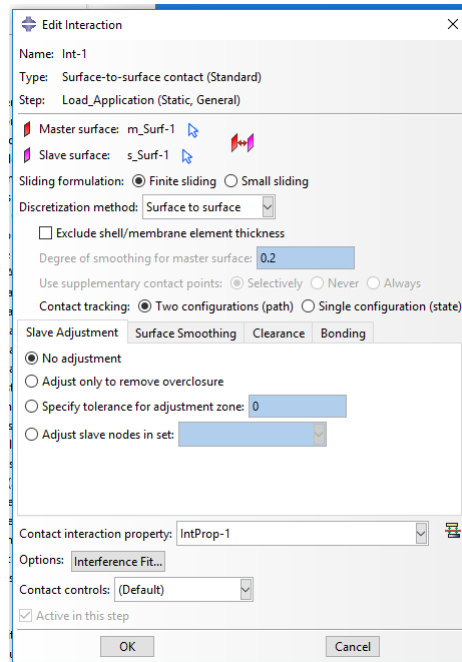 Edit Interaction
Name: Int-1
Type: Surface-to-surface contact (Standard)
Step: Load_Application (Static, General)
Master surface: m_Surf-1
Slave surface: s_Surf-1
Sliding formulation: Finite sliding Small sliding
Discretization method: Surface to surface
Exclude shell/membrane element thickness
Degree of smoothing for master surface: 0.2
Use supplementary contact points: Selectively Never Always
Contact tracking: Two configurations (path) Single configuration (state)
Slave Adjustment Surface Smoothing Clearance Bonding
No adjustment
Adjust only to remove overclosure
Specify tolerance for adjustment zone: 0
Adjust slave nodes in set:
Contact interaction property: IntProp-1
Options: Interference Fit...
Contact controls: (Default)
Active in this step
OK Cancel